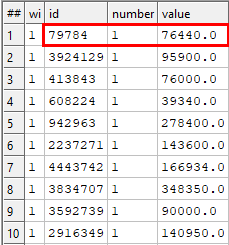 ## wi id number value
1 1 79784 1 76440.0
2 1 3924129 1 95900.0
3 1 413843 1 76000.0
4 1 608224 1 39340.0
5 1 942963 1 278400.0
6 1 2237271 1 143600.0
7 1 4443742 1 166934.0
8 1 3834707 1 348350.0
9 1 3592739 1 90000.0
10 1 2916349 1 140950.0